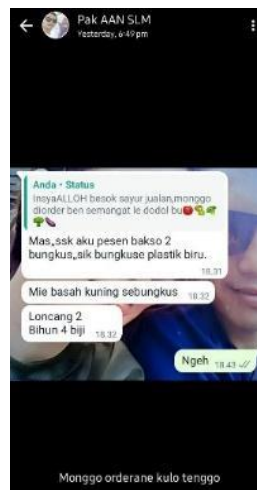 Pak AAN SLM
Yesterday, 6:49 pm
Anda · Status
InsyaALLOH besok sayur jualan,monggo
diorder ben semangat le dodol bu🍅🫑🥦
🌳🍆
Mas,,ssk aku pesen bakso 2
bungkus,,sik bungkuse plastik biru.
18.31
Mie basah kuning sebungkus 18.32
Loncang 2
Bihun 4 biji 18.32
Ngeh 18.43
Monggo orderane kulo tenggo